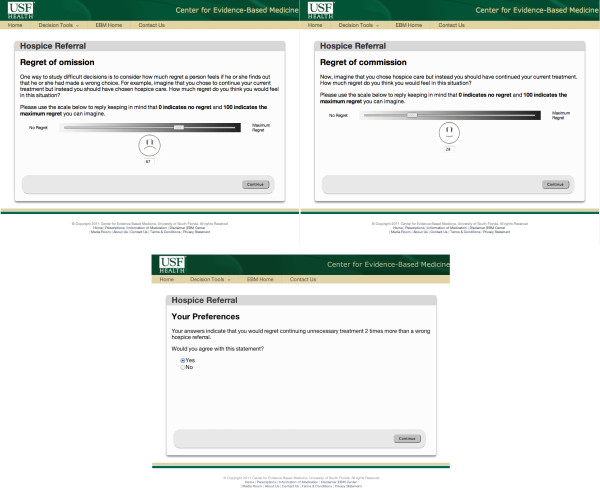 USF
HEALTH
Center for Evidence-Based Medicine
Home Decision Tools EBM Home Contact Us
Hospice Referral
Regret of omission
One way to study difficult decisions is to consider how much regret a person feels if he or she finds out
that he or she had made a wrong choice. For example, imagine that you chose to continue your current
treatment but instead you should have chosen hospice care. How much regret do you think you would feel
in this situation?
Please use the scale below to reply keeping in mind that 0 indicates no regret and 100 indicates the
maximum regret you can imagine.
No Regret
Maximum
Regret
67
Continue
© Copyright 2011 Center for Evidence-Based Medicine, University of South Florida. All rights Reserved
Home | Perscriptions | Information of Medication | Disclaimer | EBM Center
| Media Room | About Us | Contact Us | Terms & Conditions | Privacy Statement
USF
HEALTH
Center for Evidence-Based Medicine
Home Decision Tools EBM Home Contact Us
Hospice Referral
Regret of commission
Now, imagine that you chose hospice care but instead you should have continued your current treatment.
How much regret do you think you would feel in this situation?
Please use the scale below to reply keeping in mind that 0 indicates no regret and 100 indicates the
maximum regret you can imagine.
No Regret
Maximum
Regret
Continue
© Copyright 2011 Center for Evidence-Based Medicine, University of South Florida. All rights Reserved
Home | Perscriptions | Information of Medication | Disclaimer | EBM Center
| Media Room | About Us | Contact Us | Terms & Conditions | Privacy Statement
USF
HEALTH
Center for Evidence-Based Medicine
Home Decision Tools EBM Home Contact Us
Hospice Referral
Your Preferences
Your answers indicate that you would regret continuing unnecessary treatment 2 times more than a wrong
hospice referral.
Would you agree with this statement?
Yes
No
Continue
© Copyright 2011 Center for Evidence-Based Medicine, University of South Florida. All rights Reserved
Home | Perscriptions | Information of Medication | Disclaimer | EBM Center
| Media Room | About Us | Contact Us | Terms & Conditions | Privacy Statement